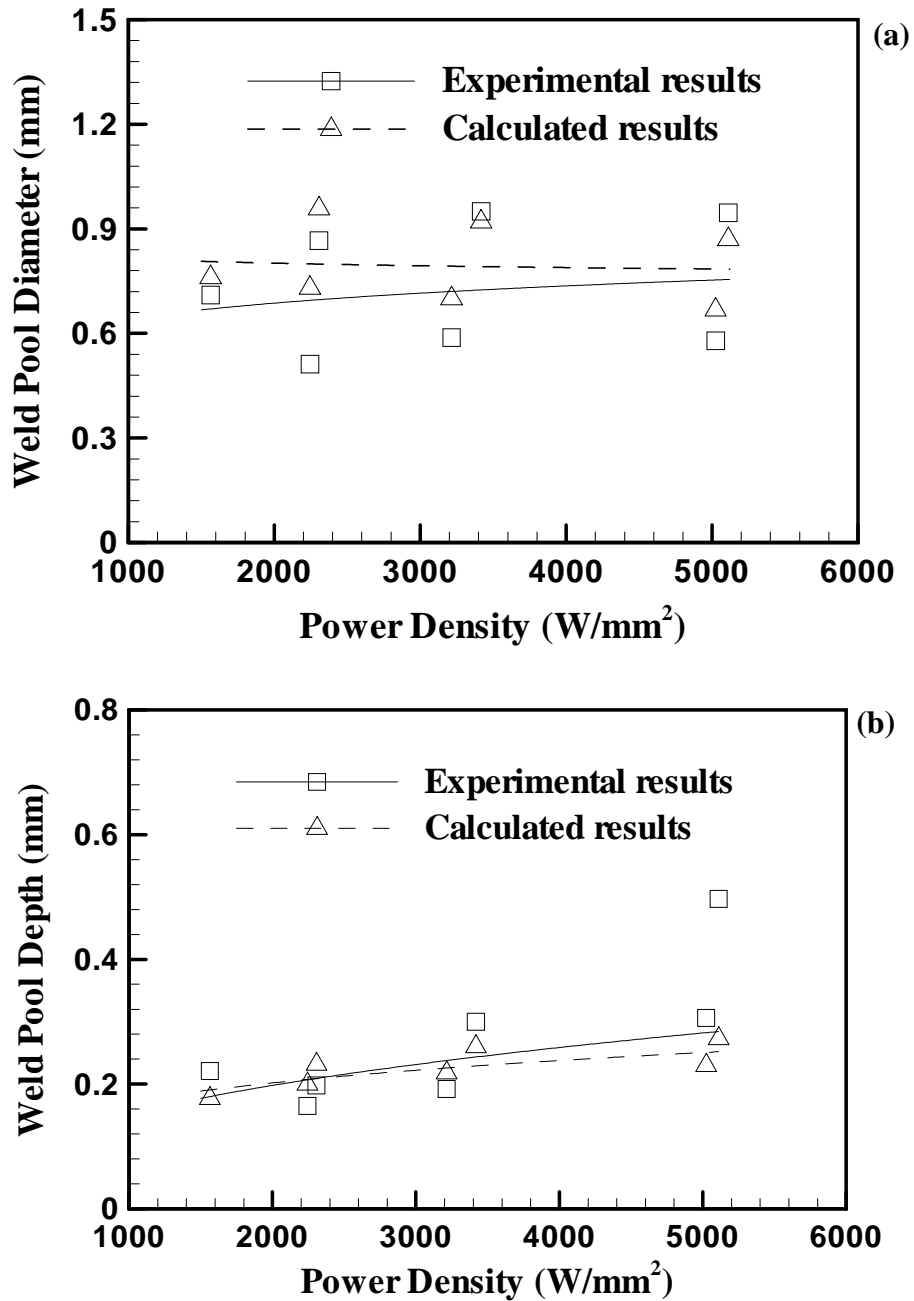 (a)
1.5
1.2
0.9
0.6
0.3
0
Weld Pool Diameter (mm)
Experimental results
Calculated results
1000 2000 3000 4000 5000 6000
Power Density (W/mm²)
(b)
0.8
0.6
0.4
0.2
0
Weld Pool Depth (mm)
Experimental results
Calculated results
1000 2000 3000 4000 5000 6000
Power Density (W/mm²)